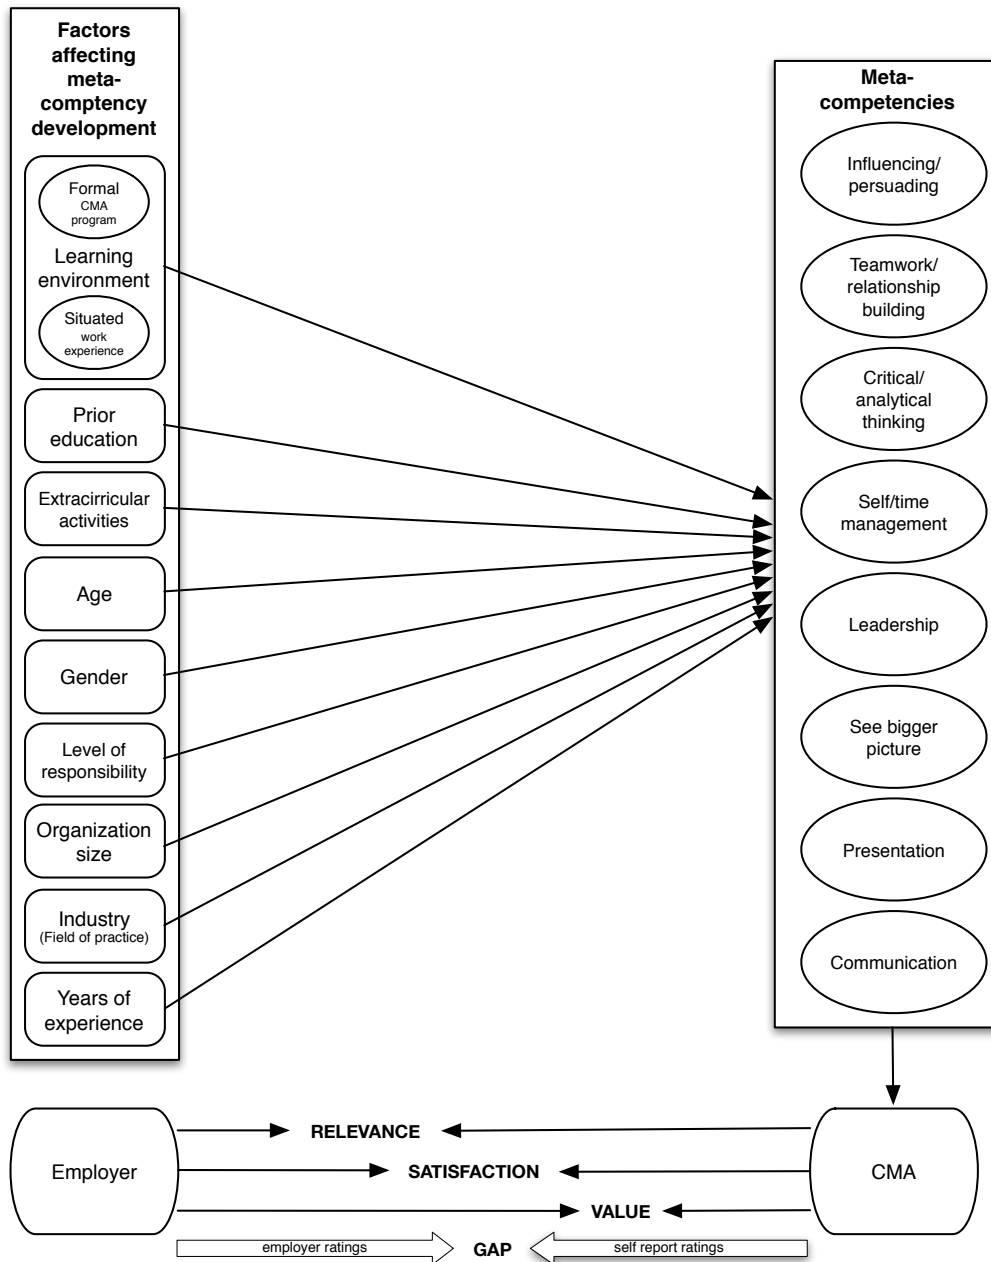 Factors
affecting
meta-
comptency
development
Formal
CMA
program
Learning
environment
Situated
work
experience
Prior
education
Extracirricular
activities
Age
Gender
Level of
responsibility
Organization
size
Industry
(Field of practice)
Years of
experience
Meta-
competencies
Influencing/
persuading
Teamwork/
relationship
building
Critical/
analytical
thinking
Self/time
management
Leadership
See bigger
picture
Presentation
Communication
Employer
RELEVANCE
SATISFACTION
VALUE
CMA
employer ratings
GAP
self report ratings